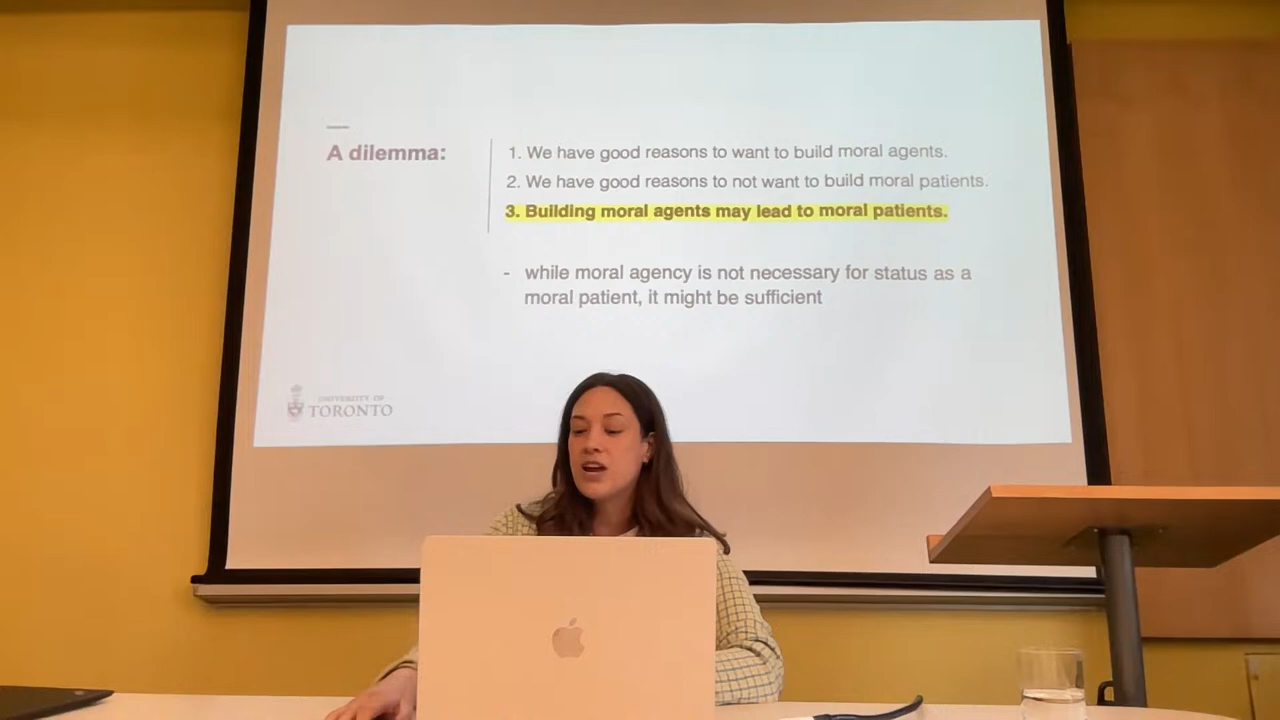 A dilemma:
1. We have good reasons to want to build moral agents.
2. We have good reasons to not want to build moral patients.
3. Building moral agents may lead to moral patients.
- while moral agency is not necessary for status as a
moral patient, it might be sufficient
UNIVERSITY OF
TORONTO